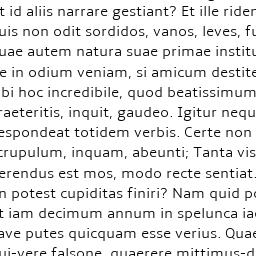 t id aliis narrare gestiant? Et ille riden
uis non odit sordidos, vanos, leves, fu
uae autem natura suae primae institu
e in odium veniam, si amicum destite
bi hoc incredibile, quod beatissimum
raeteritis, inquit, gaudeo. Igitur nequ
espondeat totidem verbis. Certe non
crupulum, inquam, abeunti; Tanta vis
erendus est mos, modo recte sentiat.
n potest cupiditas finiri? Nam quid po
t iam decimum annum in spelunca iac
ave putes quicquam esse verius. Quae
ui-vere falsone, quaerere mittimus-d